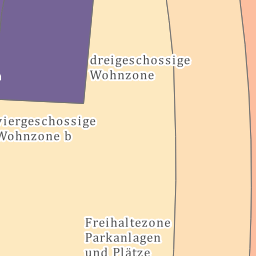 dreigeschossige
Wohnzone
viergeschossige
Wohnzone b
Freihaltezone
Parkanlagen
und Plätze